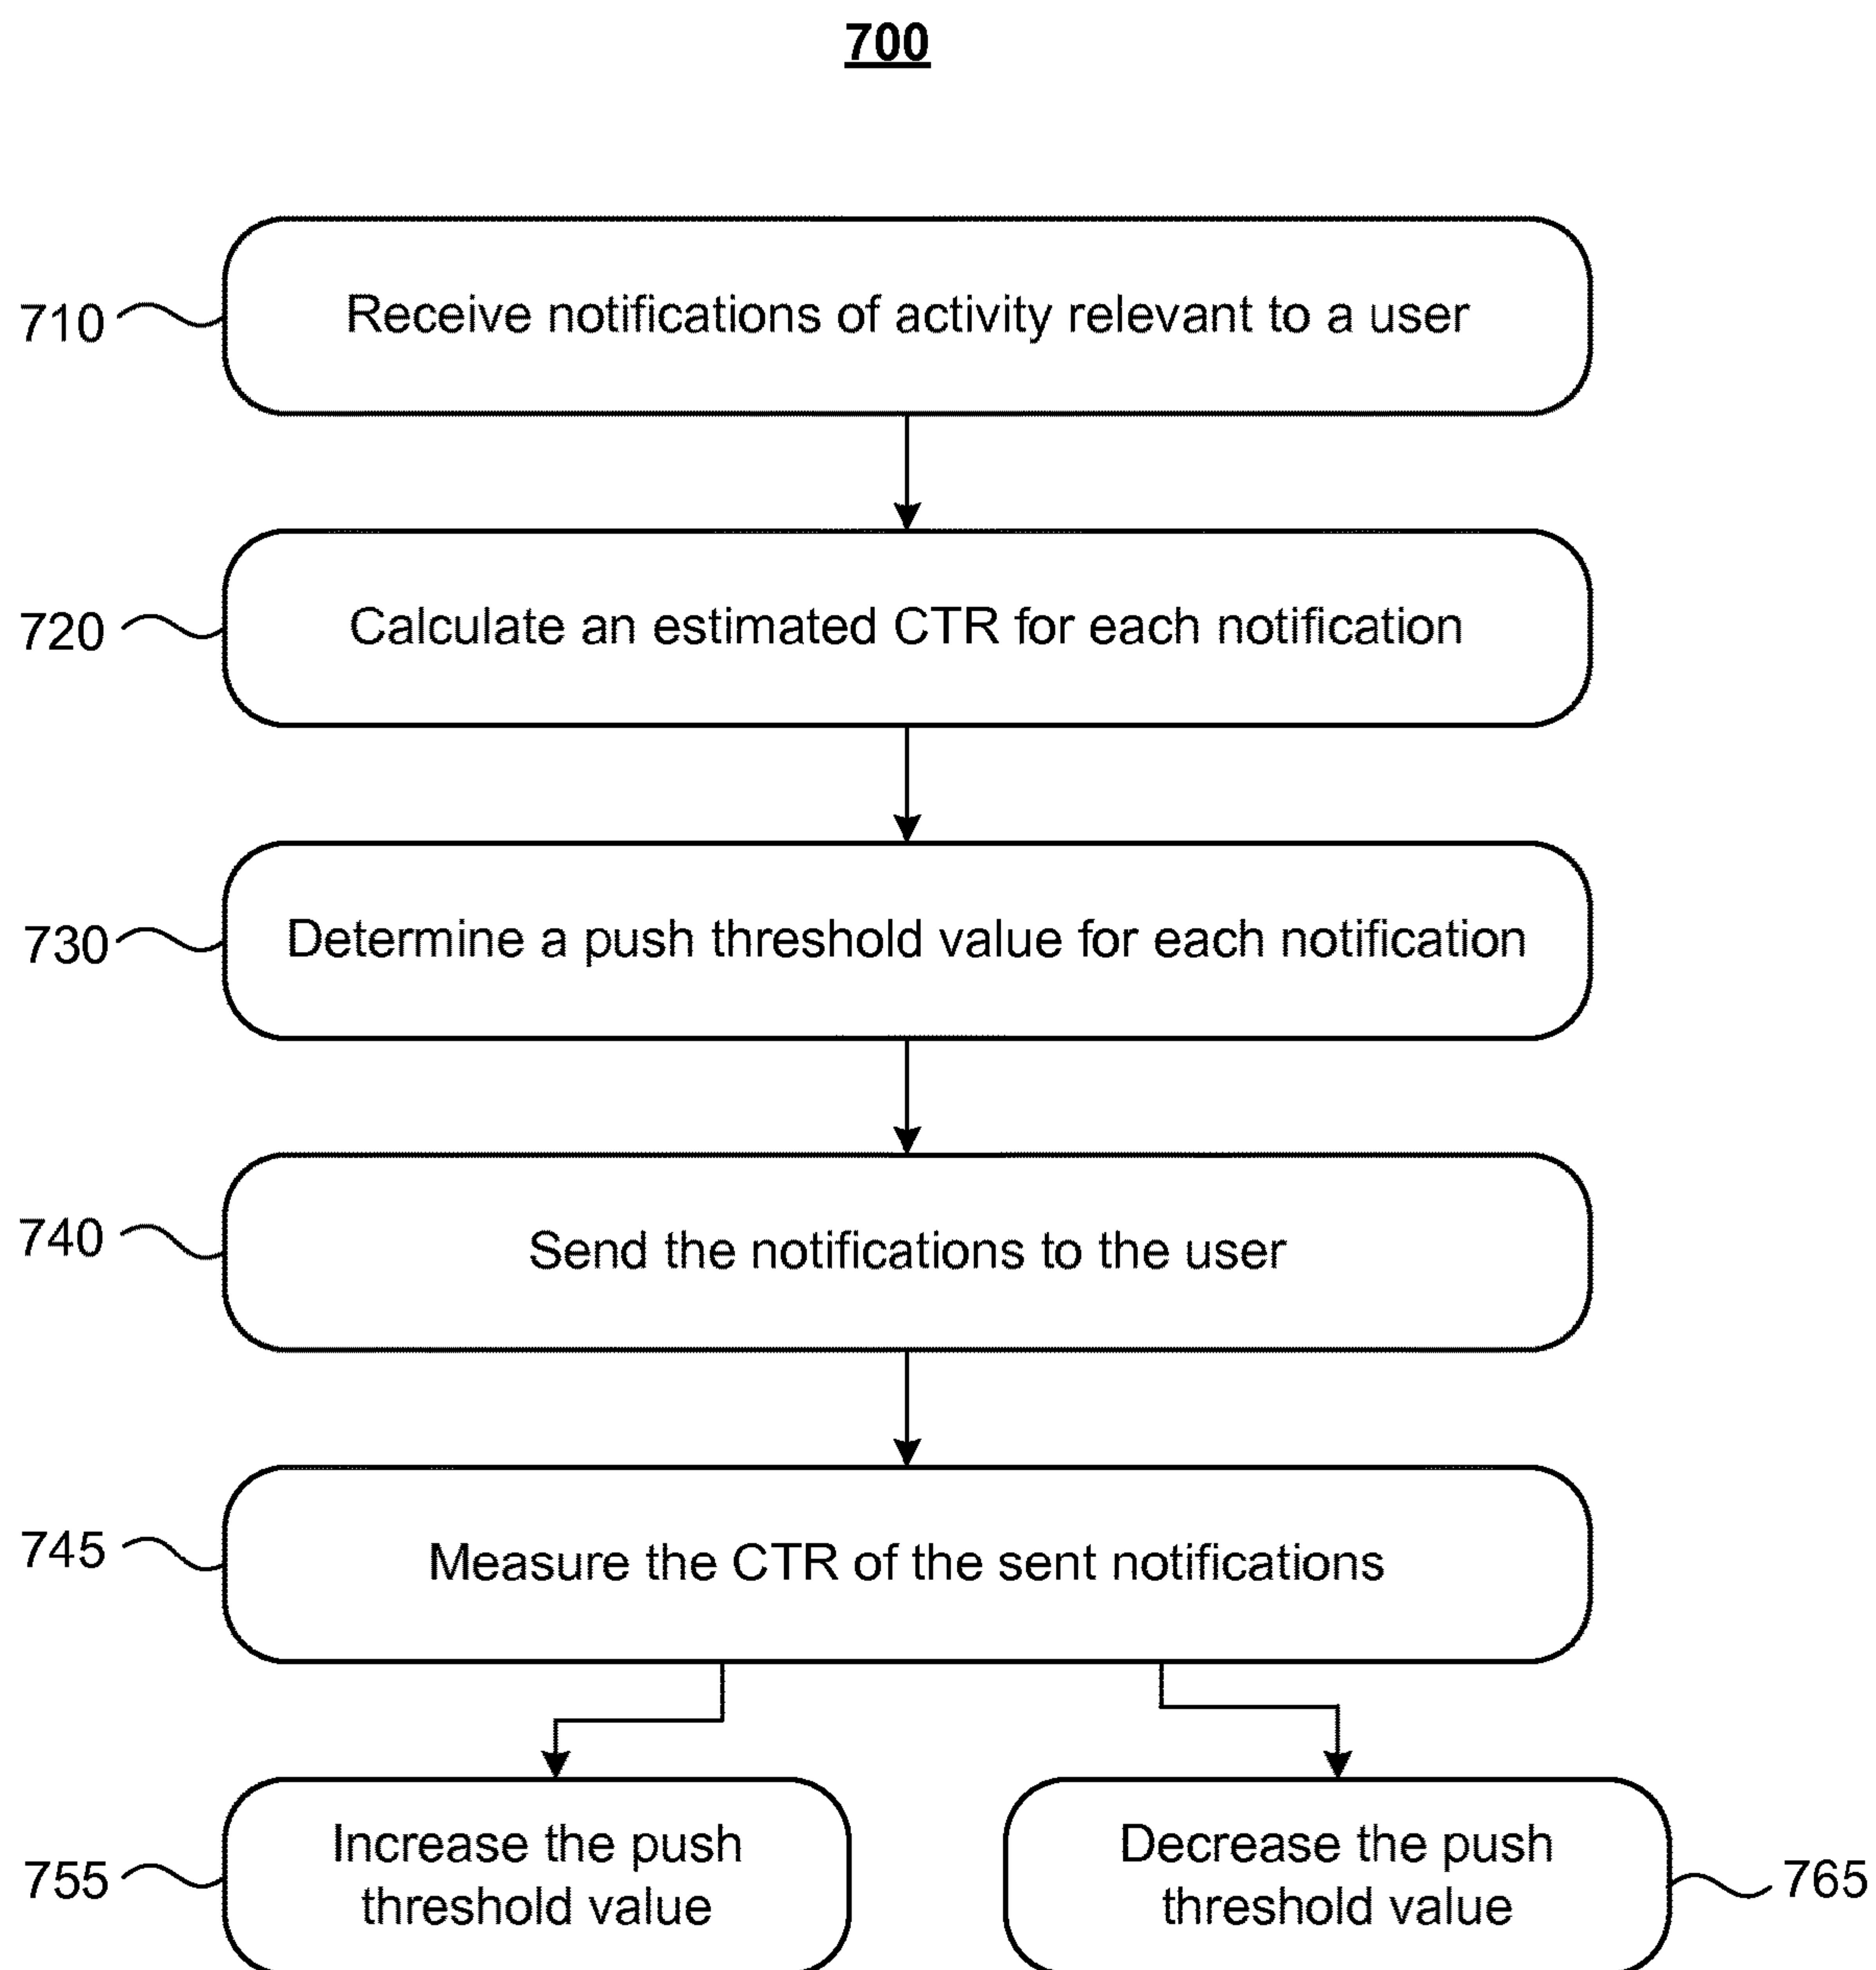 700
710
Receive notifications of activity relevant to a user
720
Calculate an estimated CTR for each notification
730
Determine a push threshold value for each notification
740
Send the notifications to the user
745
Measure the CTR of the sent notifications
755
Increase the push
threshold value
Decrease the push
threshold value
765